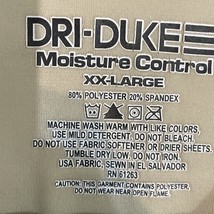 DRI-DUKE
Moisture Control
XX-LARGE
80% POLYESTER 20% SPANDEX
MACHINE WASH WARM WITH LIKE COLORS.
USE MILD DETERGENT. DO NOT BLEACH.
DO NOT USE FABRIC SOFTENER OR DRIER SHEETS.
TUMBLE DRY LOW. DO NOT IRON.
USA FABRIC, SEWN IN EL SALVADOR
RN 61263
CAUTION: THIS GARMENT CONTAINS POLYESTER.
DO NOT WEAR NEAR OPEN FLAME.